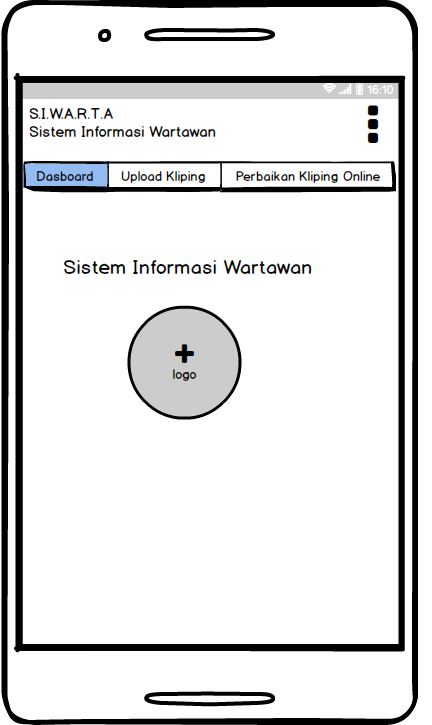 16:10
S.I.W.A.R.T.A
Sistem Informasi Wartawan
Dasboard Upload Kliping Perbaikan Kliping Online
Sistem Informasi Wartawan
logo